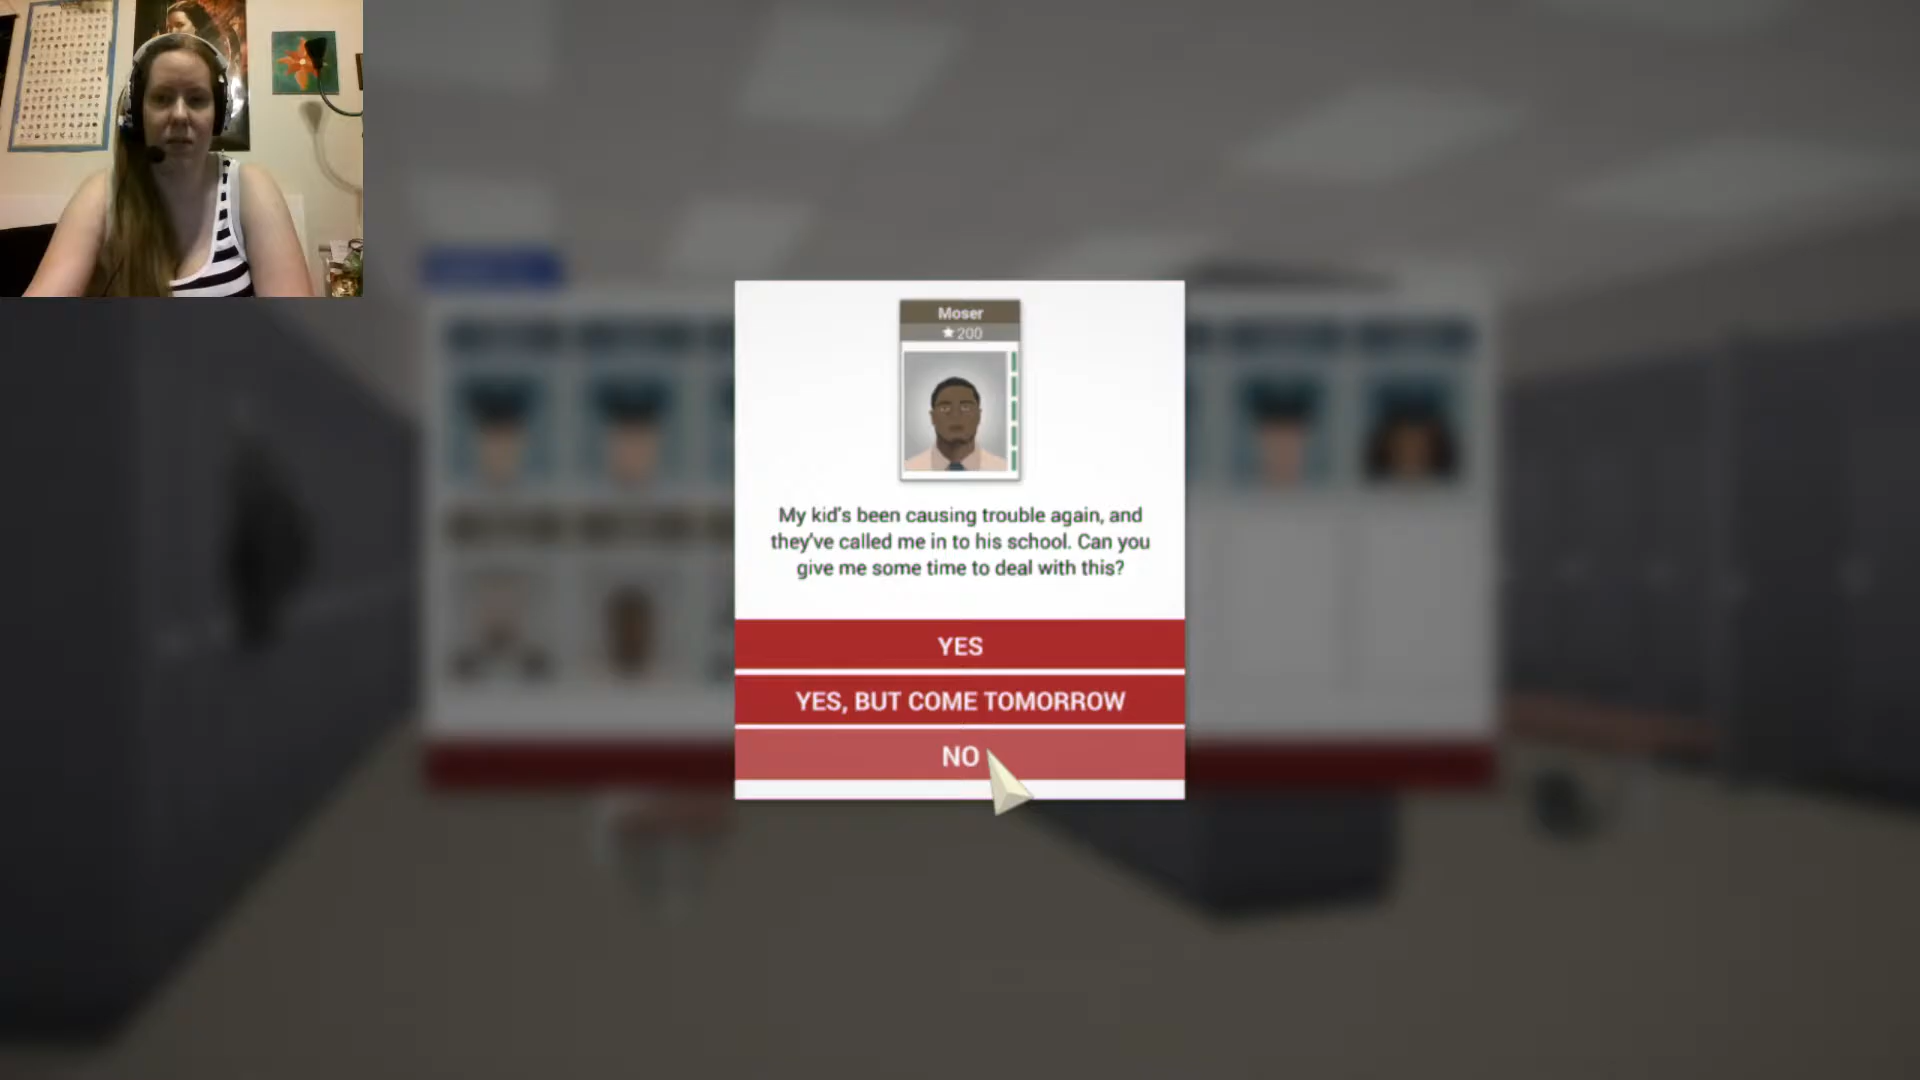 Moser
★200
My kid's been causing trouble again, and
they've called me in to his school. Can you
give me some time to deal with this?
YES
YES, BUT COME TOMORROW
NO